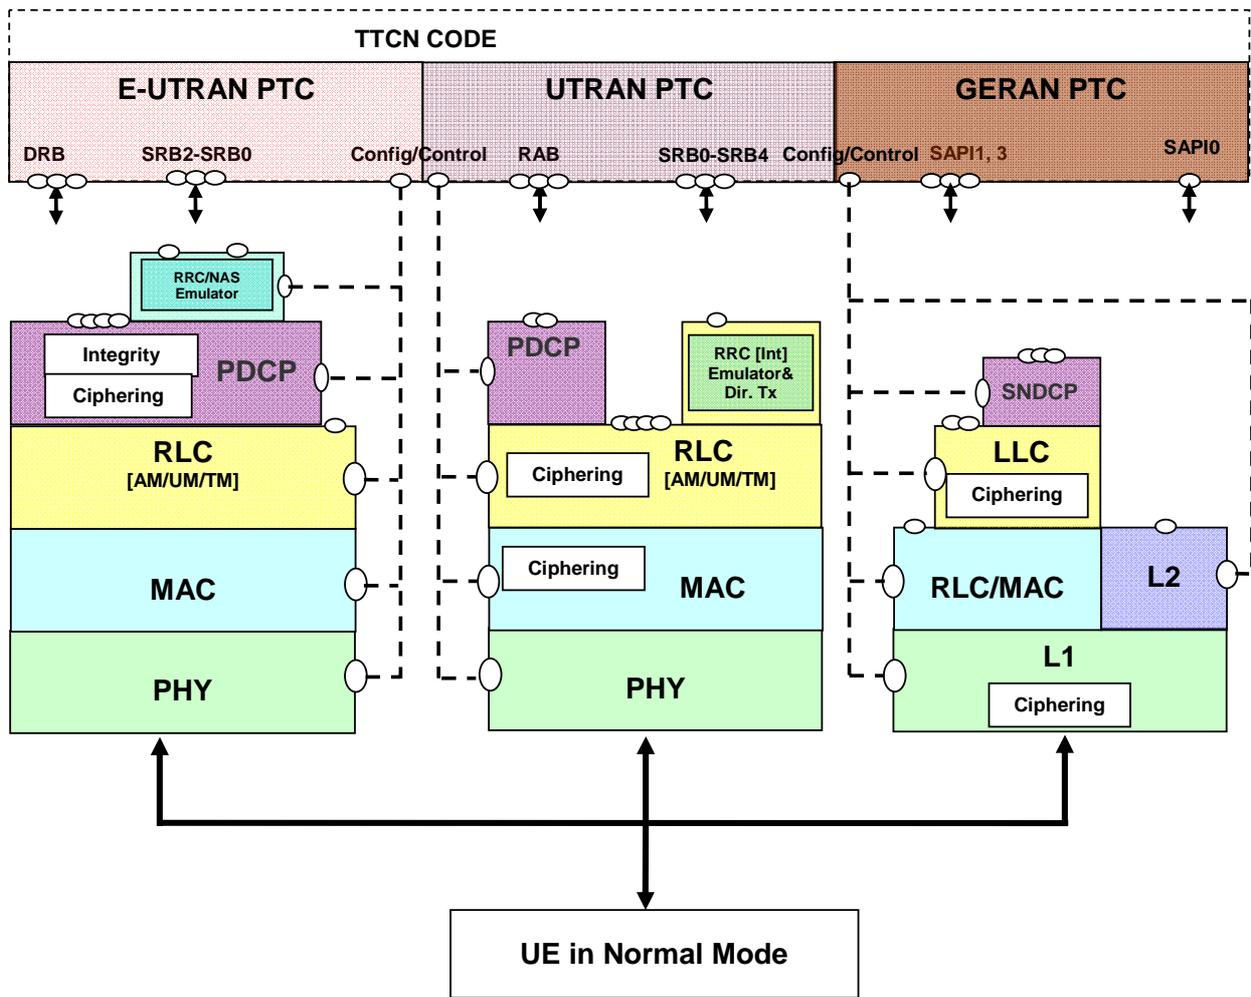 TTCN CODE
E-UTRAN PTC
UTRAN PTC
GERAN PTC
DRB
SRB2-SRB0
Config/Control
RAB
SRB0-SRB4
Config/Control
SAPI1, 3
SAPI0
RRC/NAS
Emulator
Integrity
Ciphering
PDCP
RLC
[AM/UM/TM]
MAC
PHY
PDCP
RRC [Int]
Emulator&
Dir. Tx
Ciphering
RLC
[AM/UM/TM]
Ciphering
MAC
PHY
SNDCP
LLC
Ciphering
RLC/MAC
L2
L1
Ciphering
UE in Normal Mode